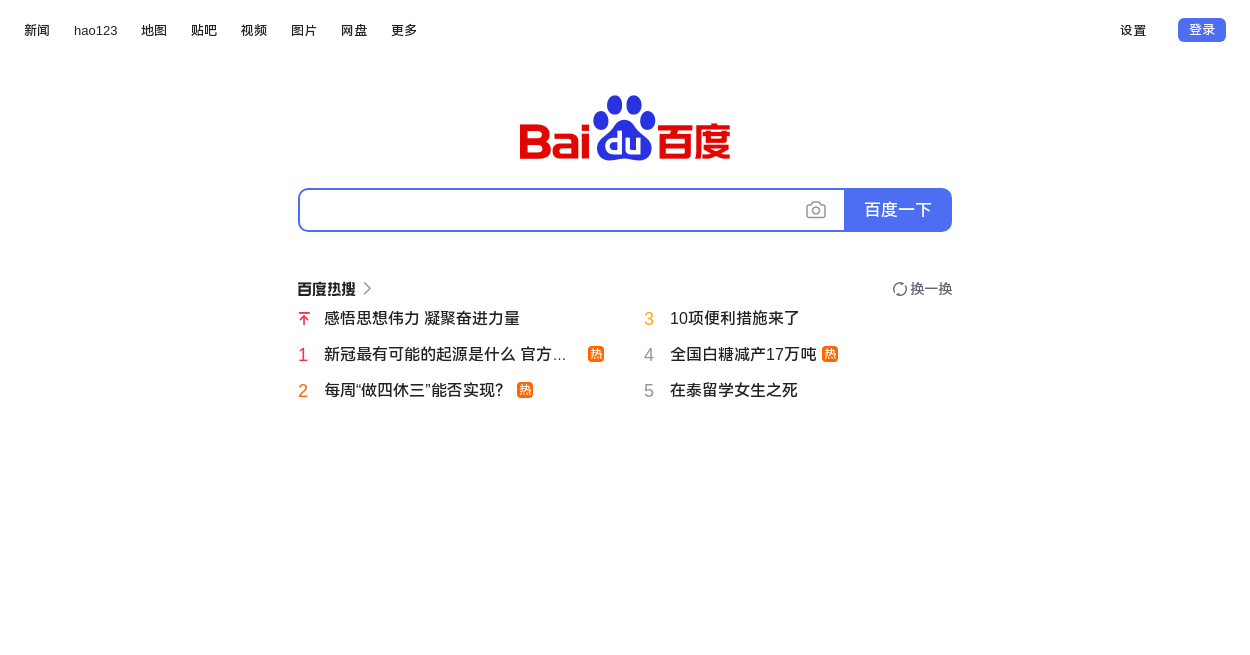 新闻 hao123 地图 贴吧 视频 图片 网盘 更多 设置 登录
Bai du 百度
百度一下
百度热搜 换一换
感悟思想伟力 凝聚奋进力量
1 新冠最有可能的起源是什么 官方... 热
2 每周“做四休三”能否实现? 热
3 10项便利措施来了
4 全国白糖减产17万吨 热
5 在泰留学女生之死